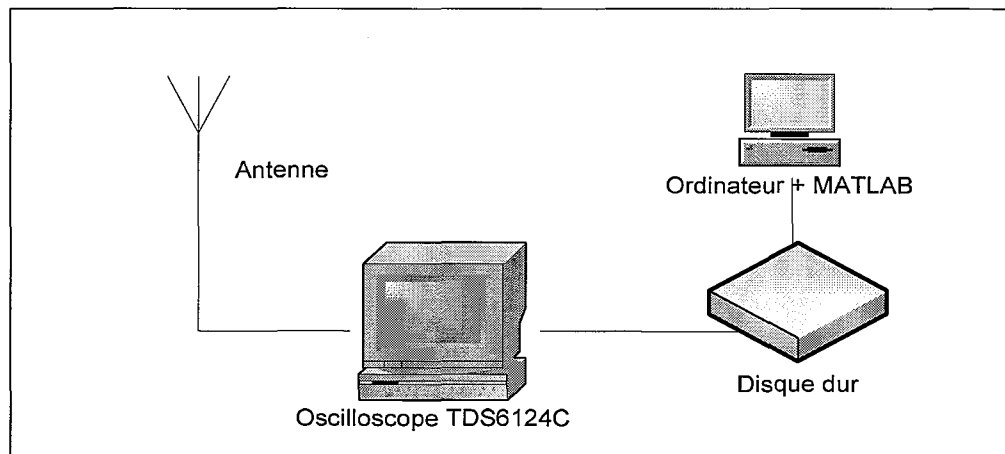 Antenne
Ordinateur + MATLAB
Disque dur
Oscilloscope TDS6124C